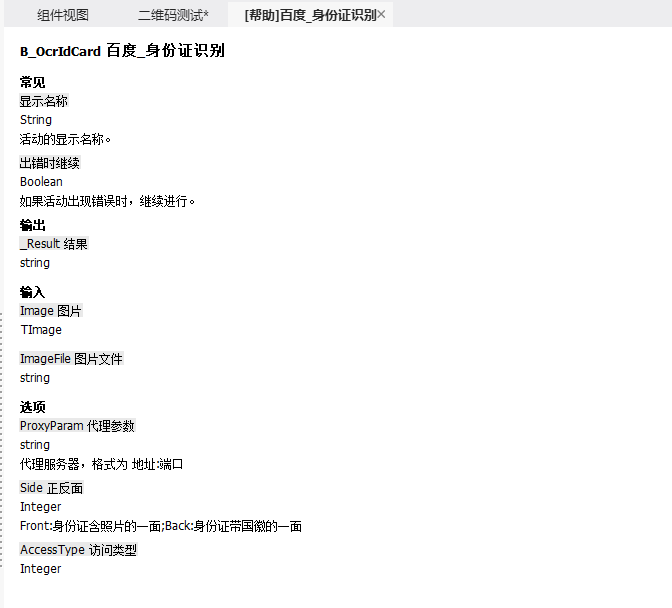 组件视图 二维码测试* [帮助]百度_身份证识别×
B_OcrIdCard 百度_身份证识别
常见
显示名称
String
活动的显示名称。
出错时继续
Boolean
如果活动出现错误时，继续进行。
输出
_Result 结果
string
输入
Image 图片
TImage
ImageFile 图片文件
string
选项
ProxyParam 代理参数
string
代理服务器，格式为 地址:端口
Side 正反面
Integer
Front:身份证含照片的一面;Back:身份证带国徽的一面
AccessType 访问类型
Integer